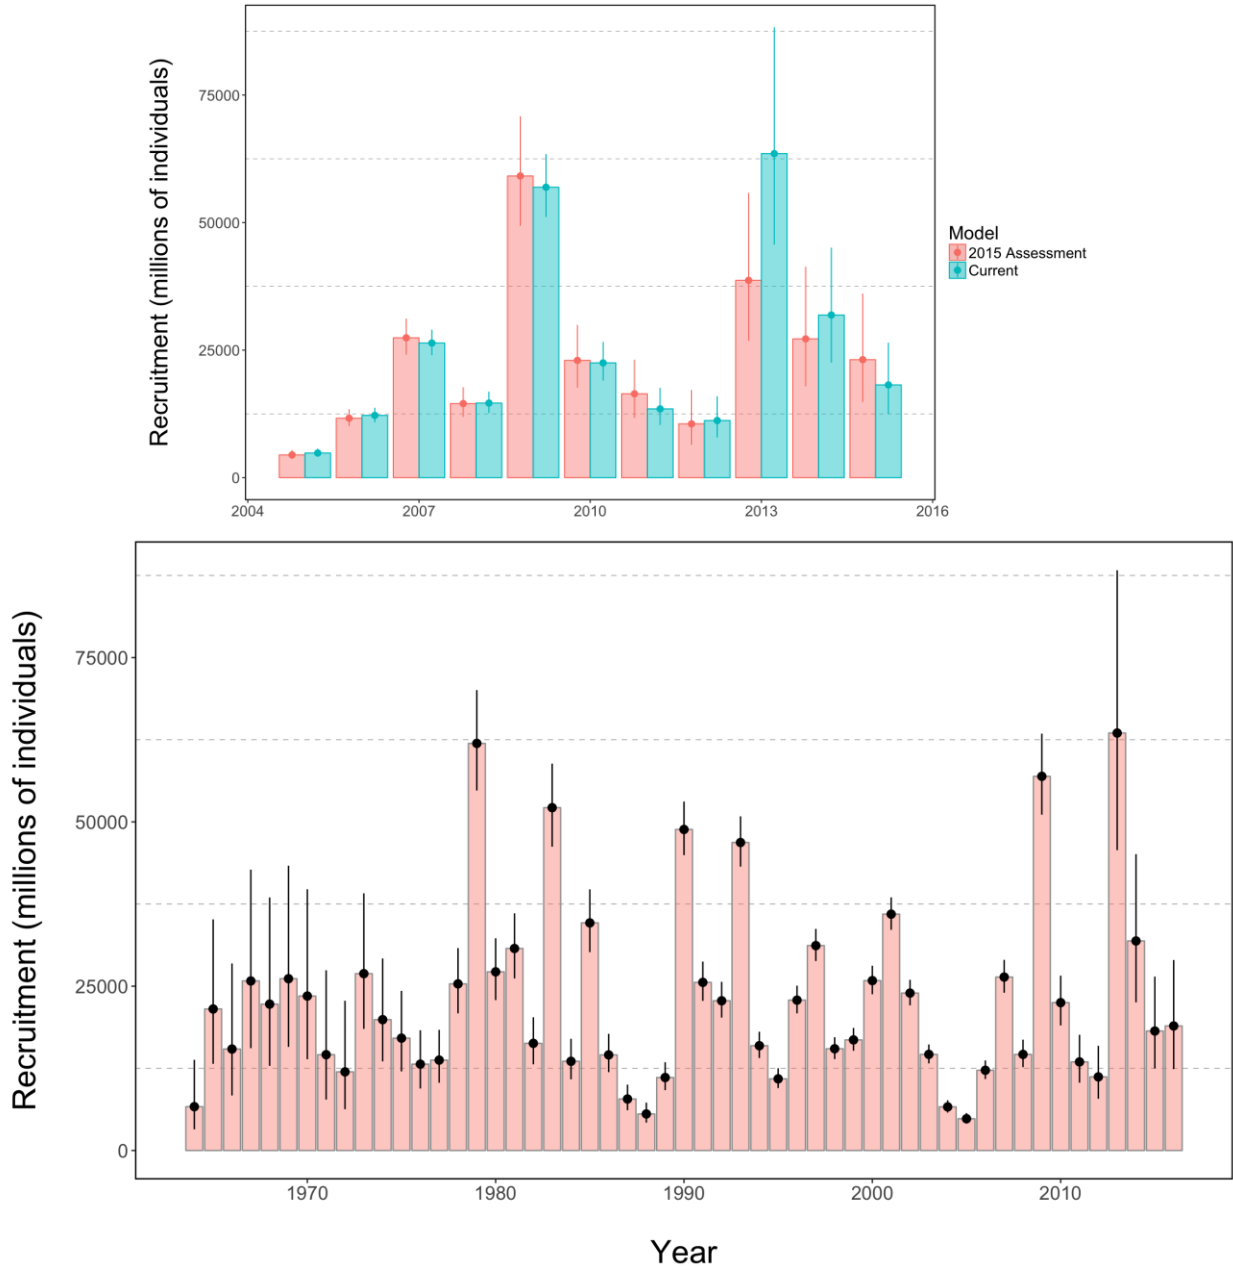 Recruitment (millions of individuals)
75000
50000
25000
0
2004 2007 2010 2013 2016
Model
2015 Assessment
Current
Recruitment (millions of individuals)
75000
50000
25000
0
1970 1980 1990 2000 2010
Year